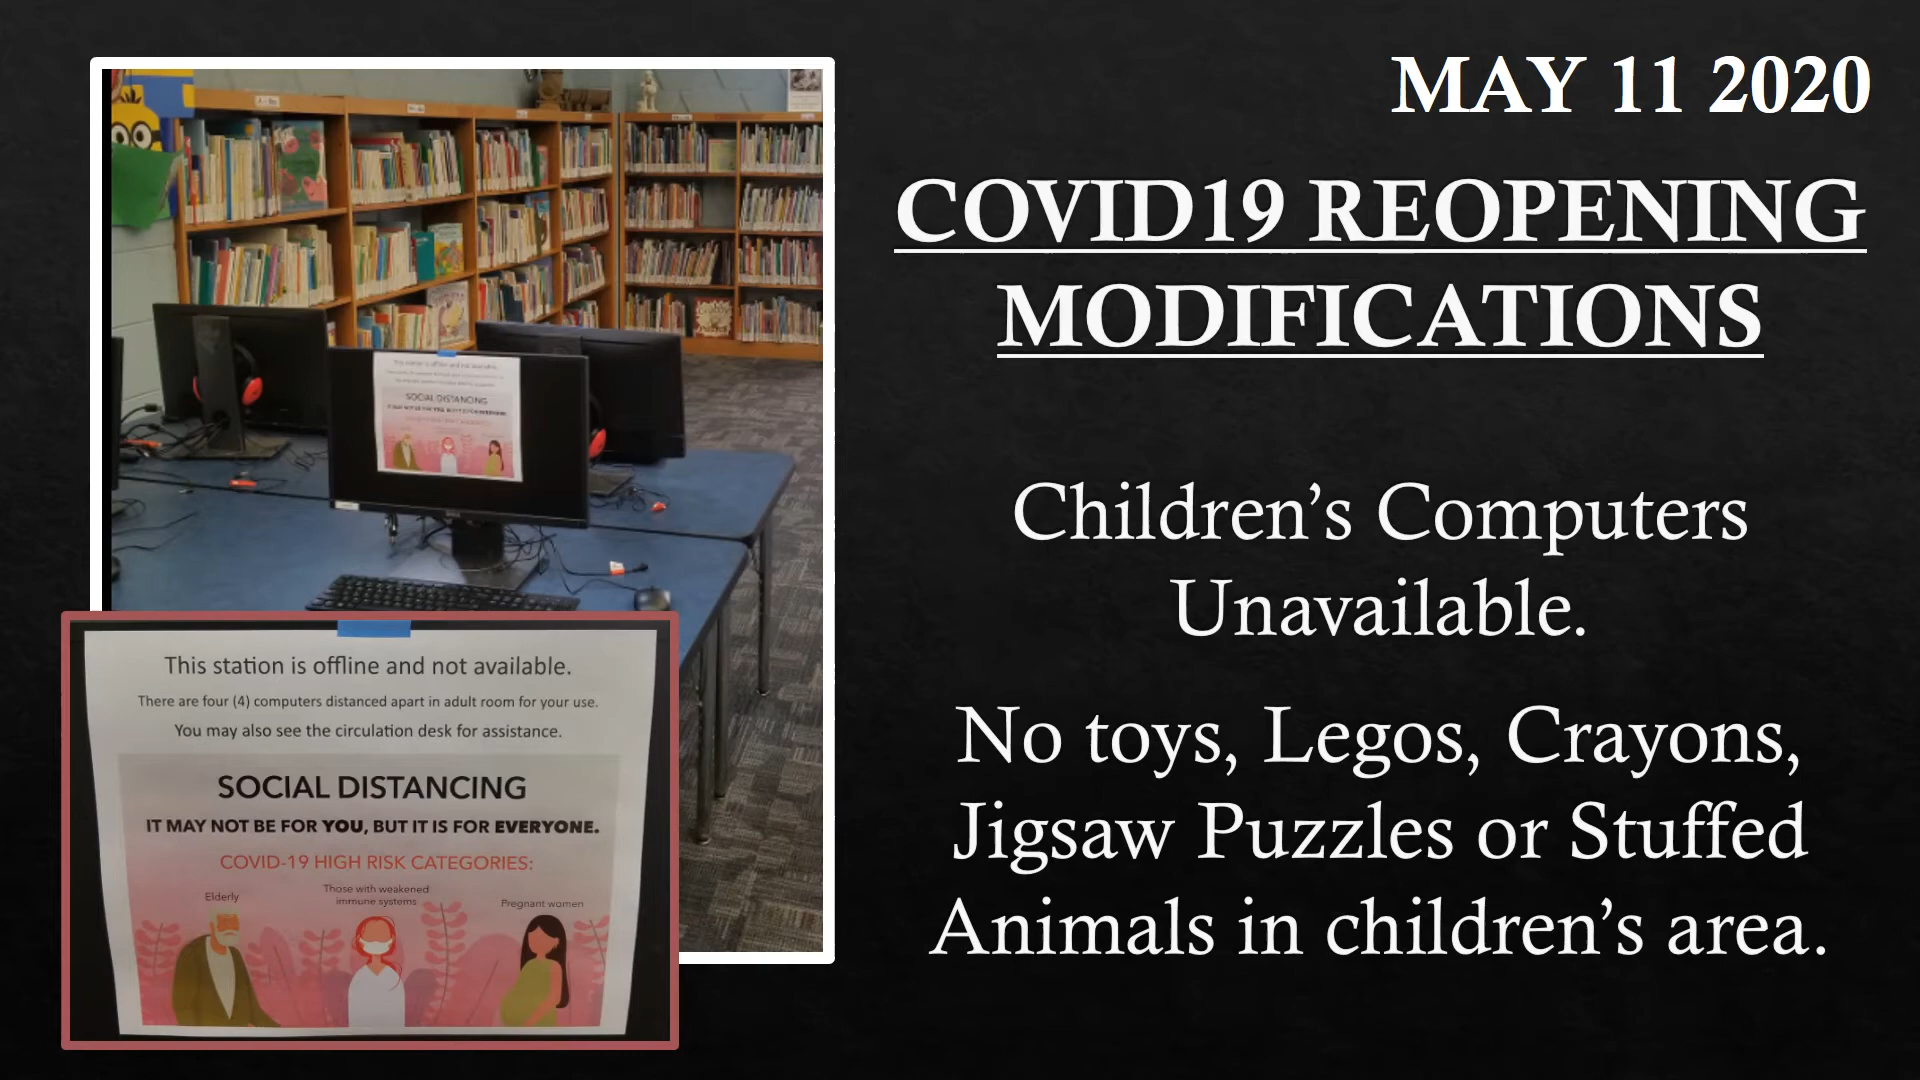 MAY 11 2020
COVID19 REOPENING
MODIFICATIONS
Children’s Computers
Unavailable.
No toys, Legos, Crayons,
Jigsaw Puzzles or Stuffed
Animals in children’s area.
SOCIAL DISTANCING
This station is offline and not available.
There are four (4) computers distanced apart in adult room for your use.
You may also see the circulation desk for assistance.
SOCIAL DISTANCING
IT MAY NOT BE FOR YOU, BUT IT IS FOR EVERYONE.
COVID-19 HIGH RISK CATEGORIES:
Elderly
Those with weakened
immune systems
Pregnant women